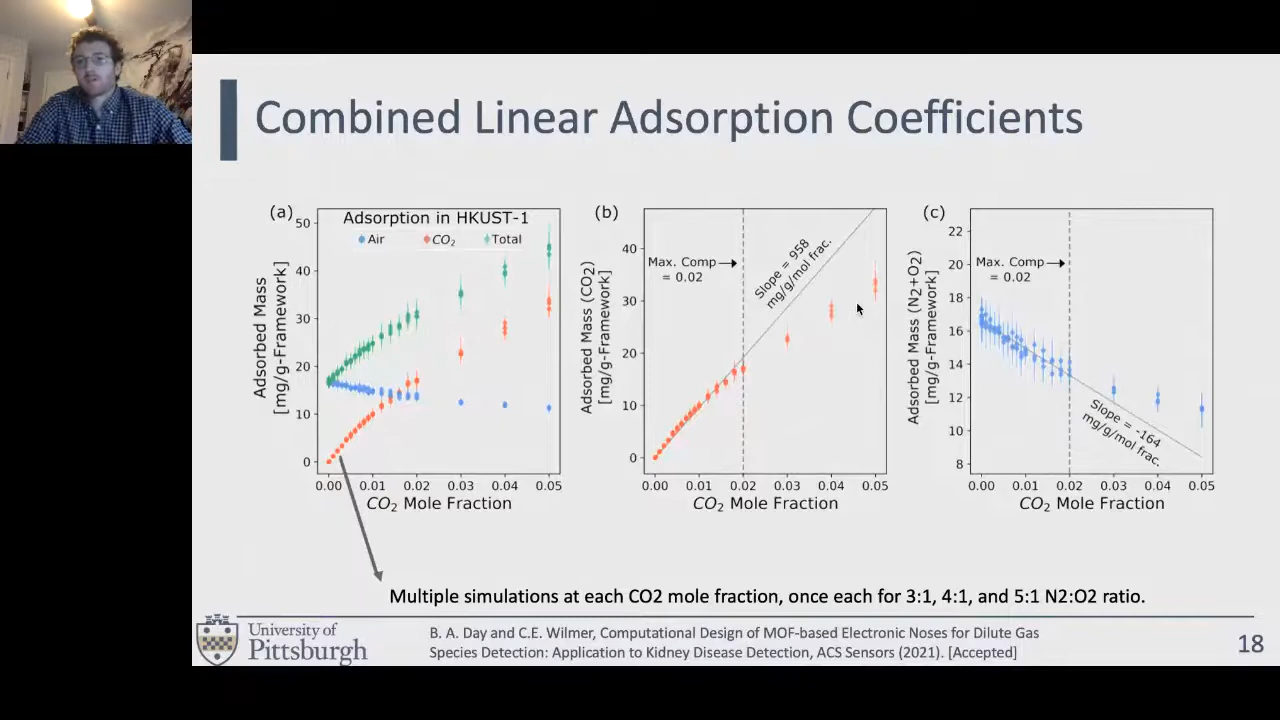 Combined Linear Adsorption Coefficients
(a)
Adsorption in HKUST-1
Air CO2 Total
Adsorbed Mass
[mg/g-Framework]
50
40
30
20
10
0
0.00 0.01 0.02 0.03 0.04 0.05
CO2 Mole Fraction
(b)
Max. Comp
= 0.02
Slope = 958
mg/g/mol frac.
Adsorbed Mass (CO2)
[mg/g-Framework]
40
30
20
10
0
0.00 0.01 0.02 0.03 0.04 0.05
CO2 Mole Fraction
(c)
Max. Comp
= 0.02
Slope = -164
mg/g/mol frac.
Adsorbed Mass (N2+O2)
[mg/g-Framework]
22
20
18
16
14
12
10
8
0.00 0.01 0.02 0.03 0.04 0.05
CO2 Mole Fraction
Multiple simulations at each CO2 mole fraction, once each for 3:1, 4:1, and 5:1 N2:O2 ratio.
University of
Pittsburgh
B. A. Day and C.E. Wilmer, Computational Design of MOF-based Electronic Noses for Dilute Gas
Species Detection: Application to Kidney Disease Detection, ACS Sensors (2021). [Accepted]
18